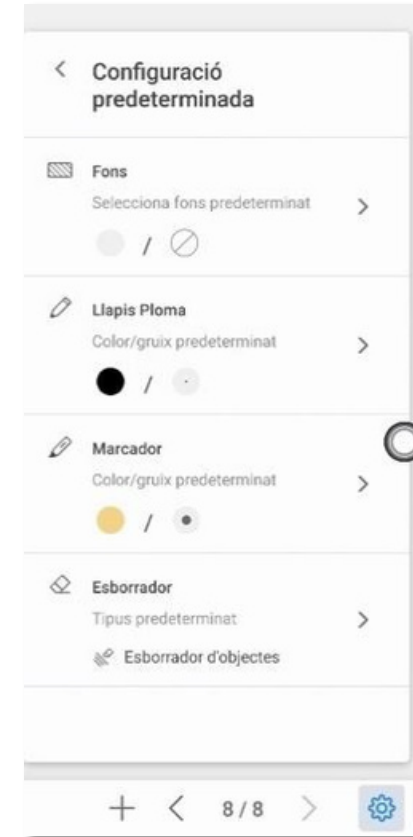 Configuració
predeterminada
Fons
Selecciona fons predeterminat
/
Llapis Ploma
Color/gruix predeterminat
/
Marcador
Color/gruix predeterminat
/
Esborrador
Tipus predeterminat
Esborrador d'objectes
8/8